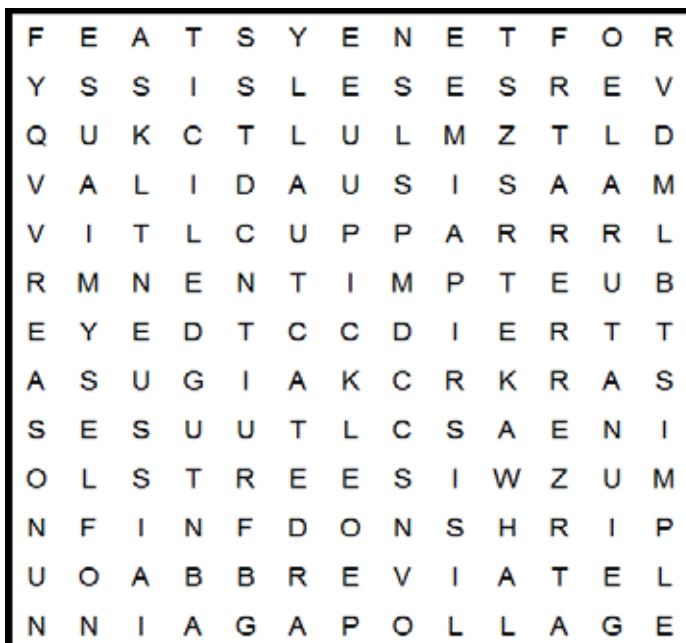 F E A T S Y E N E T F O R
Y S S I S L E S E S R E V
Q U K C T L U L M Z T L D
V A L I D A U S I S A A M
V I T L C U P P A R R R L
R M N E N T I M P T E U B
E Y E D T C C D I E R T T
A S U G I A K C R K R A S
S E S U U T L C S A E N I
O L S T R E E S I W Z U M
N F I N F D O N S H R I P
U O A B B R E V I A T E L
N N I A G A P O L L A G E